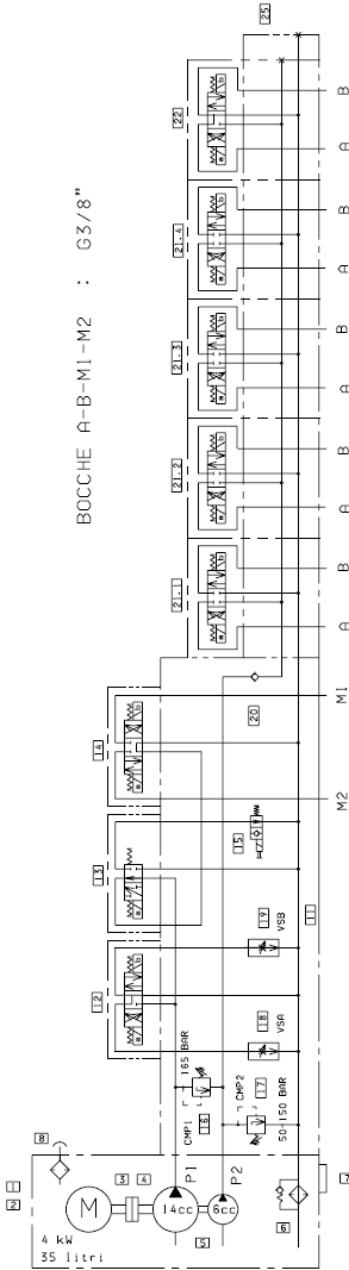 BOCCHE A-B-M1-M2 : G3/8"
25
22
21.4
21.3
21.2
21.1
14
13
12
8
1
2
3
4
5
6
7
11
15
20
19
VSB
18
VSA
CMP1
165 BAR
16
CMP2
17
50-150 BAR
P1
P2
M
14cc
6cc
4 kW
35 litri
M2
M1
A
B
A
B
A
B
A
B
A
B